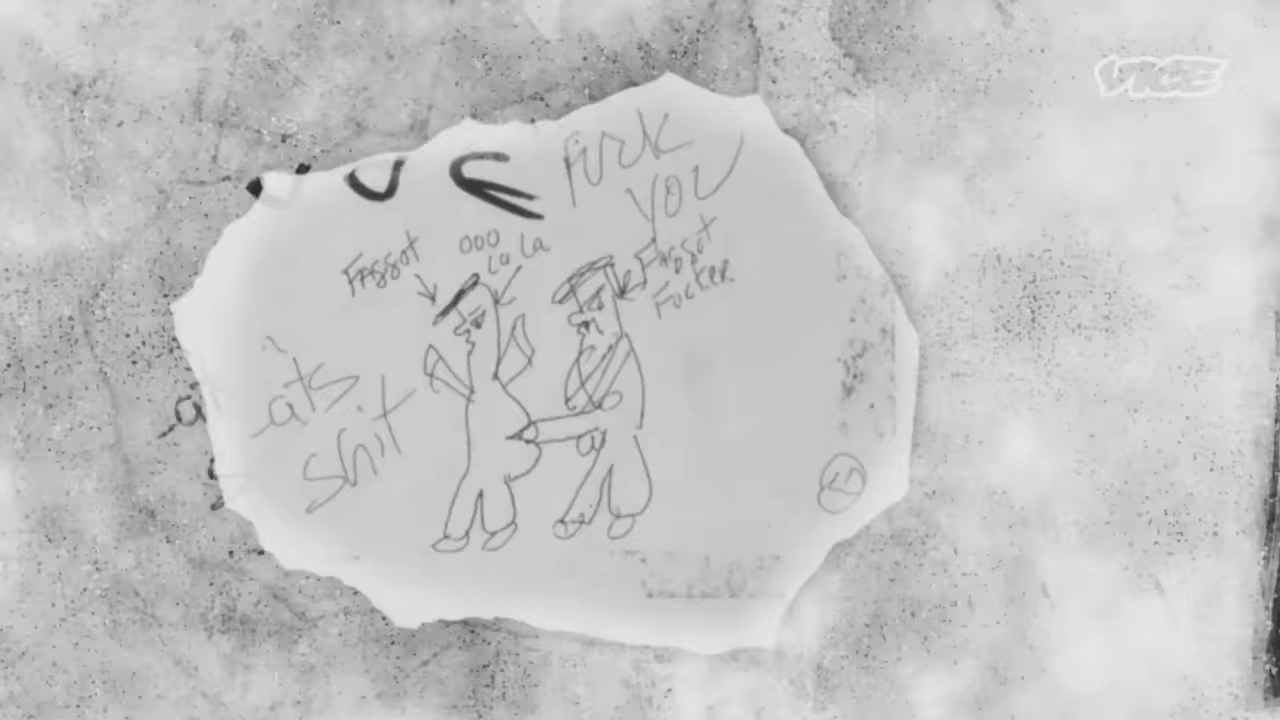 VICE
FUCK
YOU
FAggot
ooo
La La
FAggot
Fucker
ats
shit